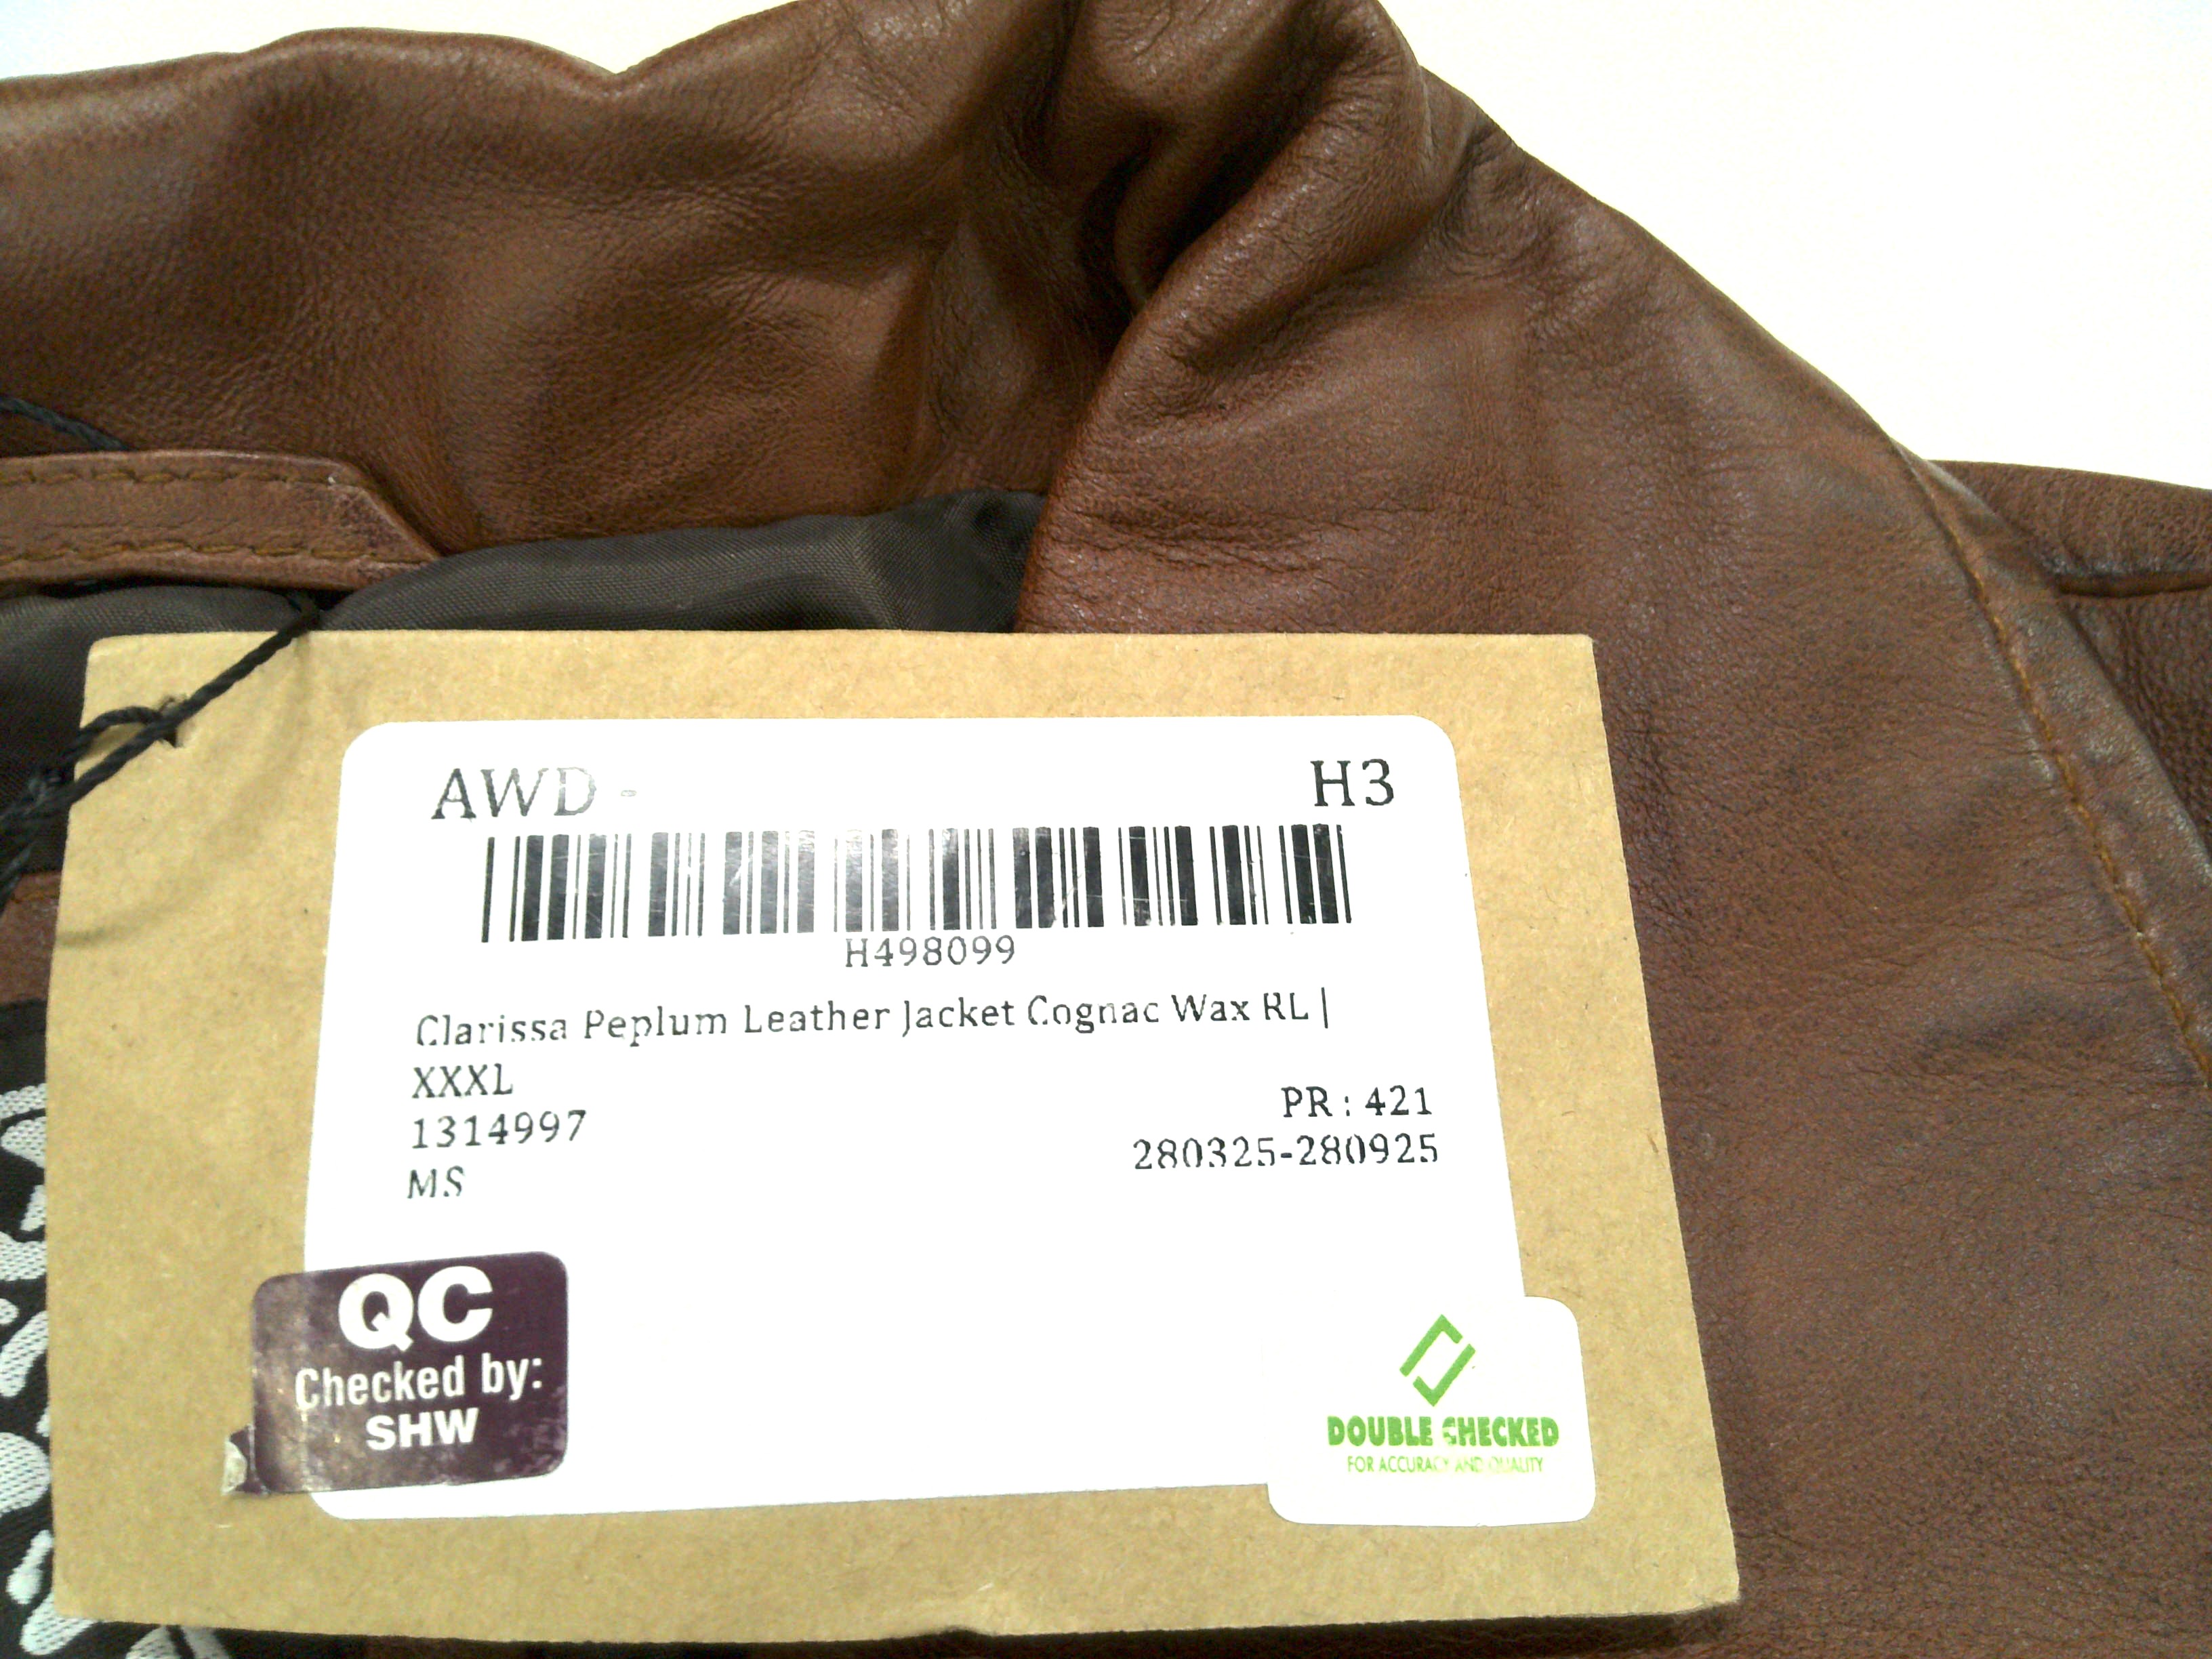 AWD - H3
H498099
Clarissa Peplum Leather Jacket Cognac Wax RL |
XXXL
PR : 421
1314997
280325-280925
MS
QC
Checked by:
SHW
DOUBLE CHECKED
FOR ACCURACY AND QUALITY